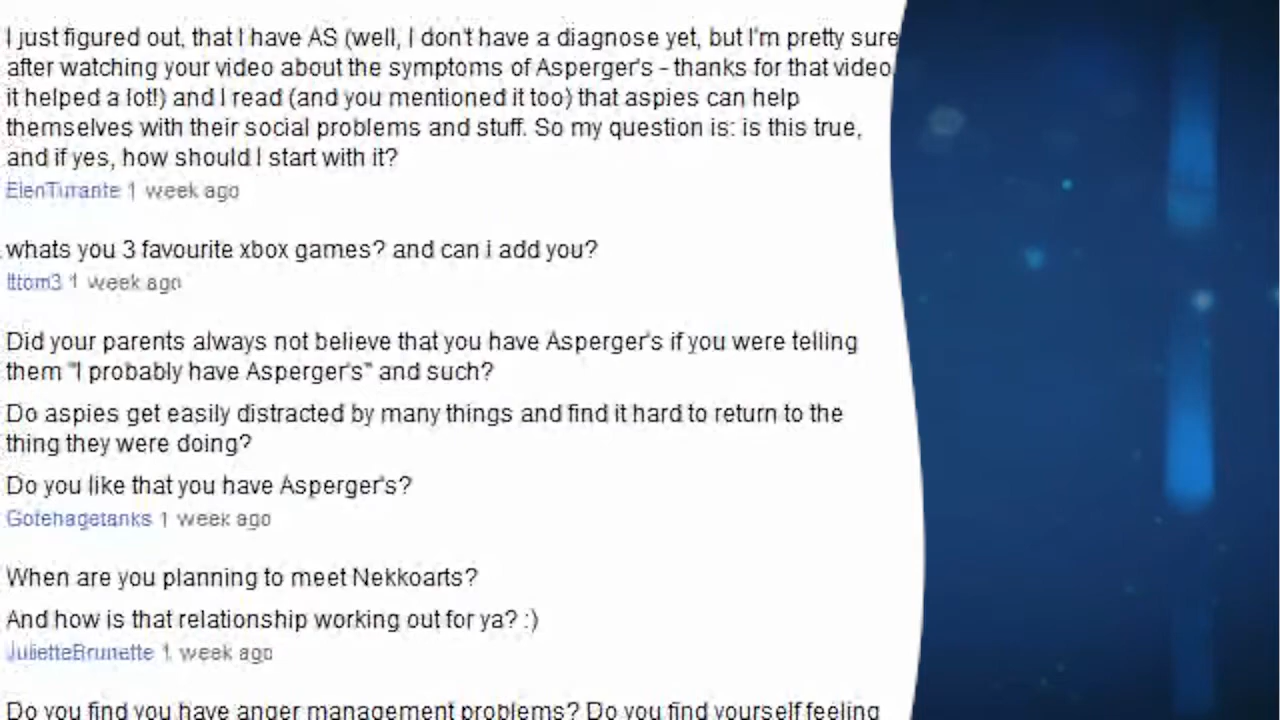 I just figured out, that I have AS (well, I don't have a diagnose yet, but I'm pretty sure
after watching your video about the symptoms of Asperger's - thanks for that video,
it helped a lot!) and I read (and you mentioned it too) that aspies can help
themselves with their social problems and stuff. So my question is: is this true,
and if yes, how should I start with it?
1 week ago
whats you 3 favourite xbox games? and can i add you?
1 week ago
Did your parents always not believe that you have Asperger's if you were telling
them "I probably have Asperger's" and such?
Do aspies get easily distracted by many things and find it hard to return to the
thing they were doing?
Do you like that you have Asperger's?
Gotehagetanks 1 week ago
When are you planning to meet Nekkoarts?
And how is that relationship working out for ya? :)
JulietteBrunette 1 week ago
Do you find you have anger management problems? Do you find yourself feeling